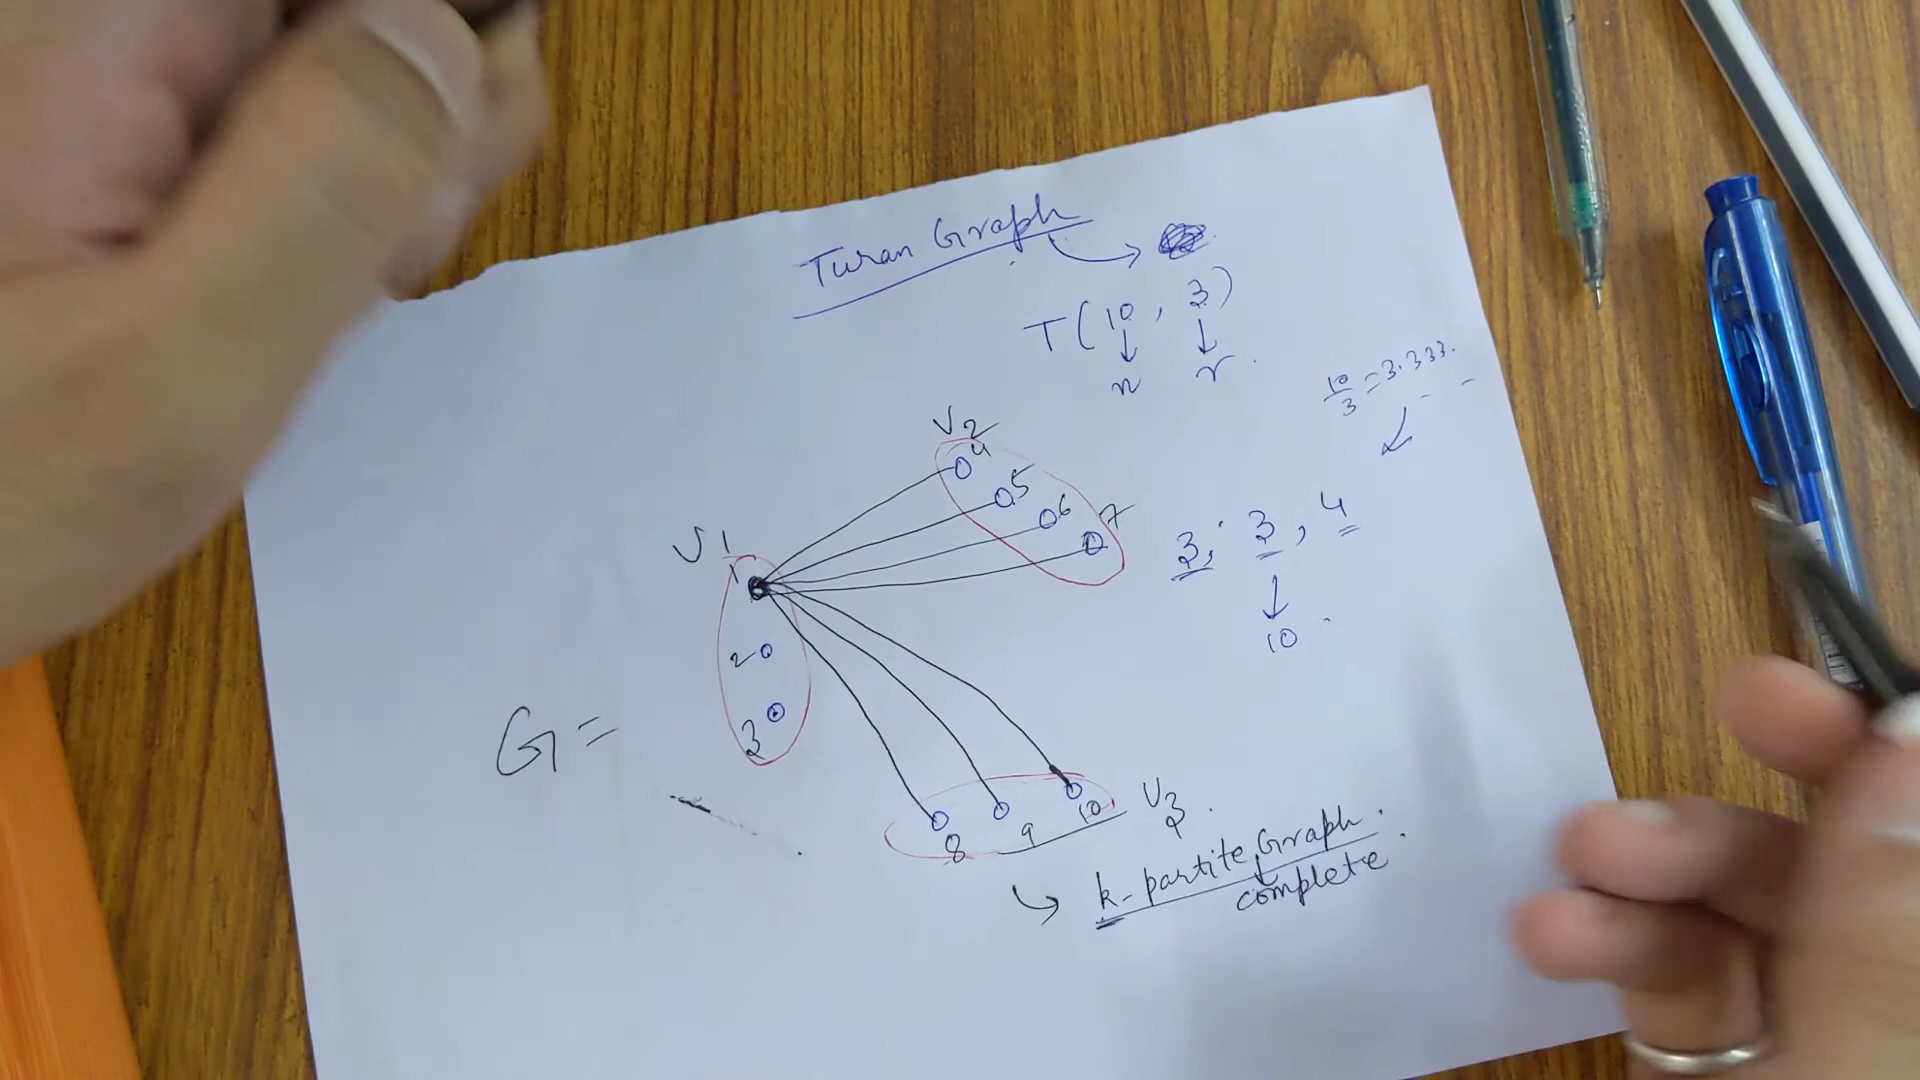 Turan Graph
T(10, 3)
n r.
10/3 = 3.333.
V2
4
5
6
7
3, 3, 4
10.
V1
1
2
3
G =
8 9 10
V3.
k-partite Graph.
complete.